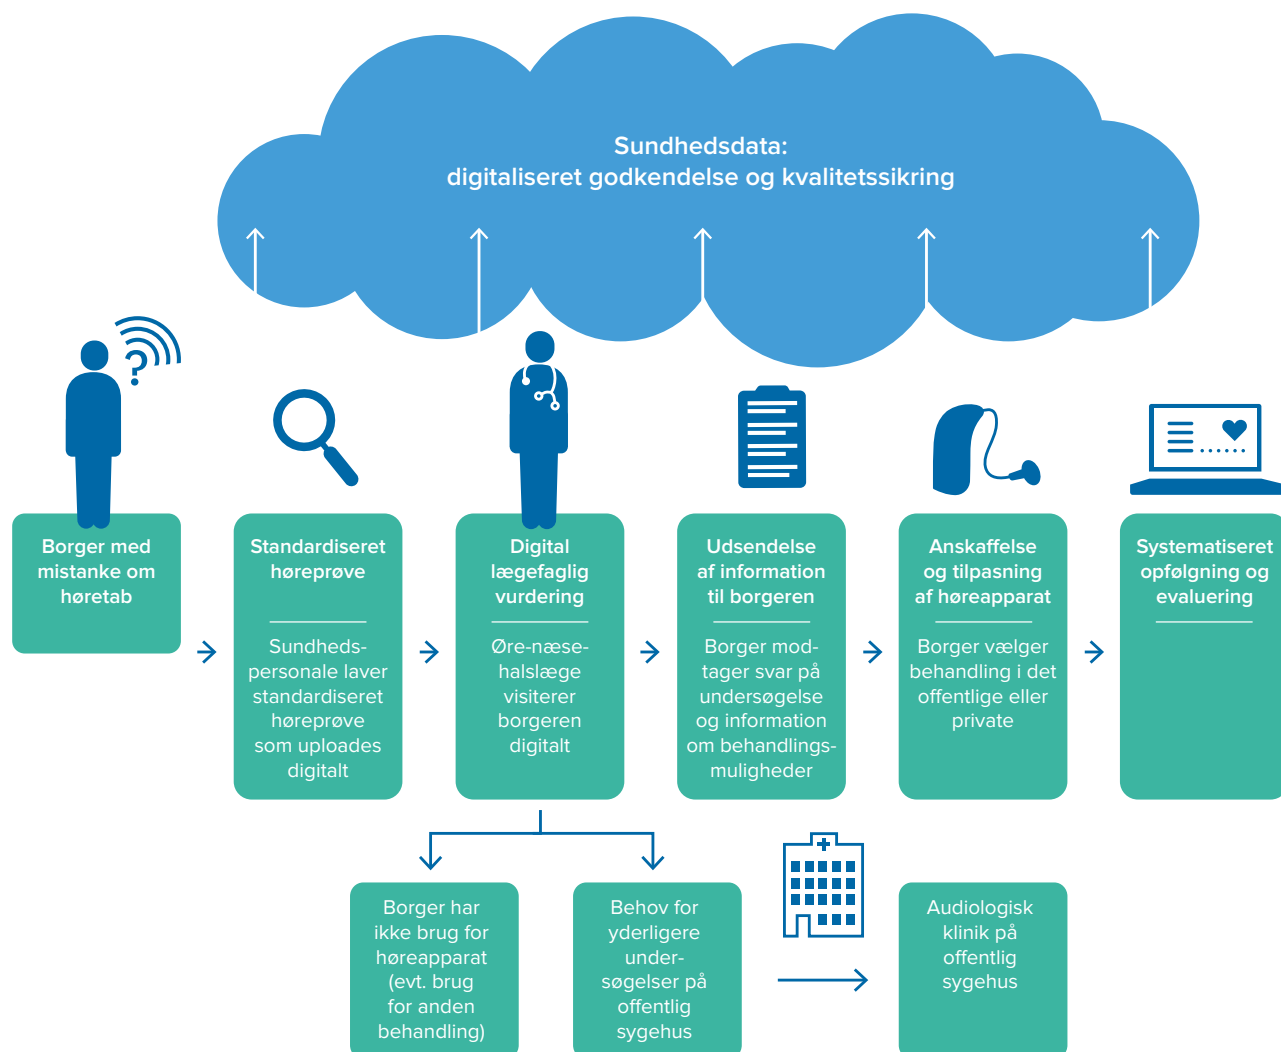 Sundhedsdata:
digitaliseret godkendelse og kvalitetssikring
?
Borger med
mistanke om
høretab
Standardiseret
høreprøve
Sundheds-
personale laver
standardiseret
høreprøve
som uploades
digitalt
Digital
lægefaglig
vurdering
Øre-næse-
halslæge
visiterer
borgeren
digitalt
Udsendelse
af information
til borgeren
Borger mod-
tager svar på
undersøgelse
og information
om behandlings-
muligheder
Anskaffelse
og tilpasning
af høreapparat
Borger vælger
behandling i det
offentlige eller
private
Systematiseret
opfølgning og
evaluering
Borger har
ikke brug for
høreapparat
(evt. brug
for anden
behandling)
Behov for
yderligere
under-
søgelser på
offentlig
sygehus
Audiologisk
klinik på
offentlig
sygehus